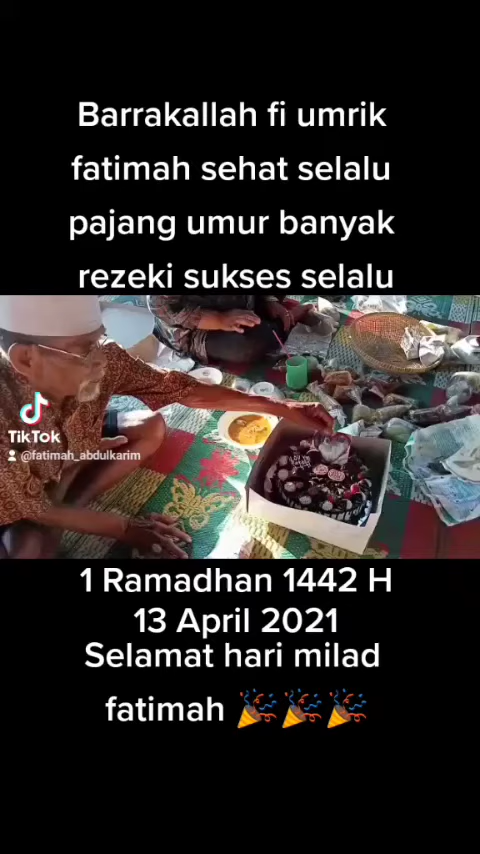 Barrakallah fi umrik
fatimah sehat selalu
pajang umur banyak
rezeki sukses selalu
TikTok
@fatimah_abdulkarim
1 Ramadhan 1442 H
13 April 2021
Selamat hari milad
fatimah 🎉🎉🎉